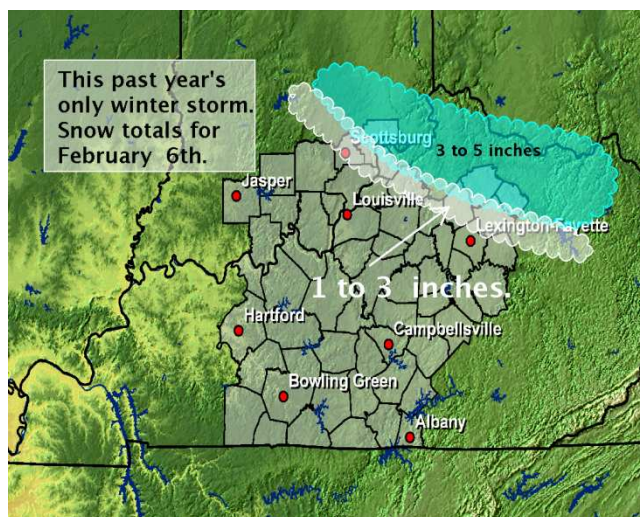 This past year's
only winter storm.
Snow totals for
February 6th.
Scottsburg
3 to 5 inches
Jasper
Louisville
Lexington-Fayette
1 to 3 inches.
Hartford
Campbellsville
Bowling Green
Albany